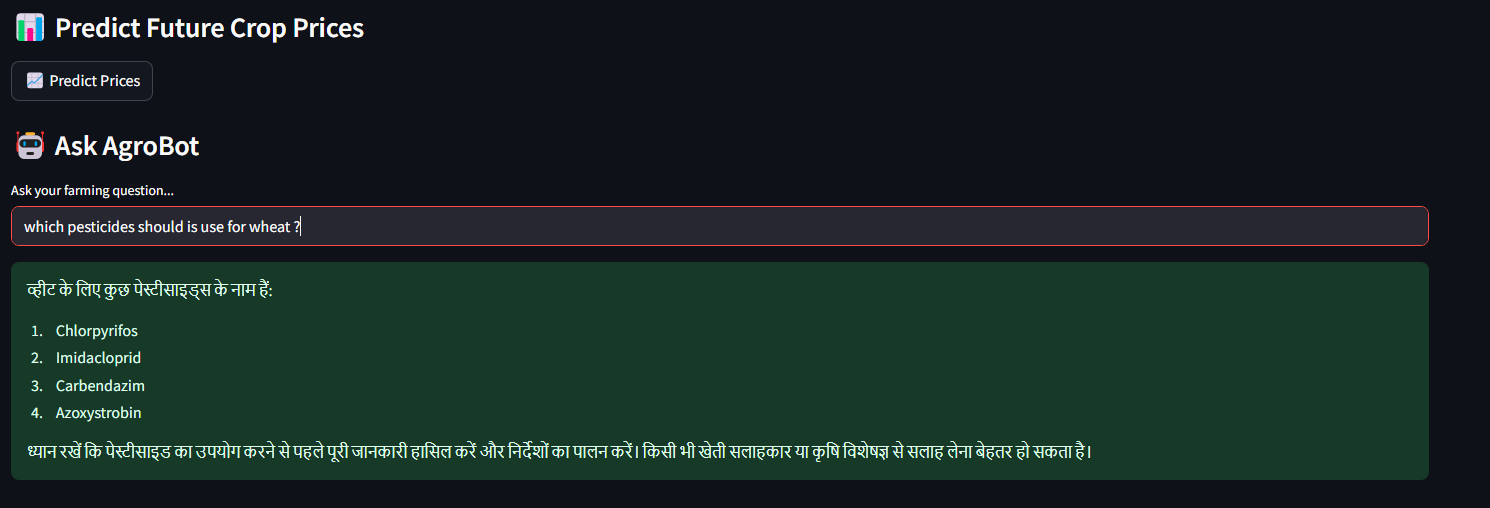 Predict Future Crop Prices
Predict Prices
Ask AgroBot
Ask your farming question...
which pesticides should is use for wheat ?
व्हीट के लिए कुछ पेस्टीसाइड्स के नाम हैं:
1. Chlorpyrifos
2. Imidacloprid
3. Carbendazim
4. Azoxystrobin
ध्यान रखें कि पेस्टीसाइड का उपयोग करने से पहले पूरी जानकारी हासिल करें और निर्देशों का पालन करें। किसी भी खेती सलाहकार या कृषि विशेषज्ञ से सलाह लेना बेहतर हो सकता है।